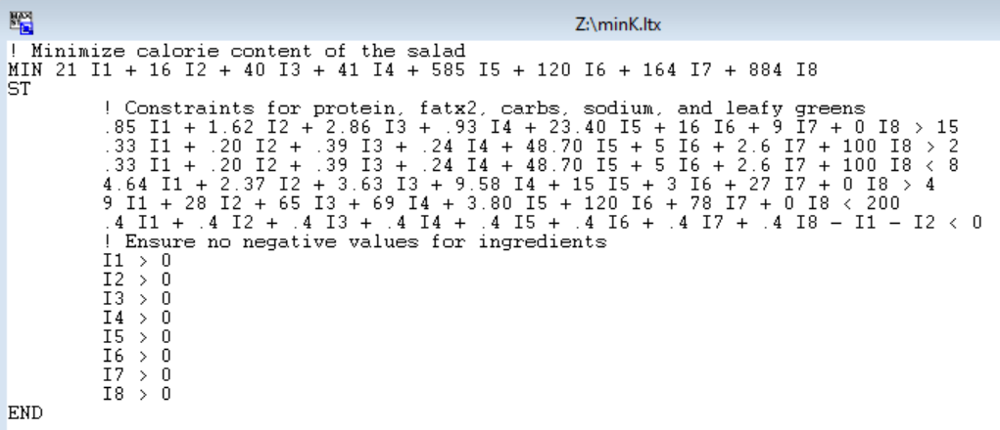 Z:\minK.ltx
! Minimize calorie content of the salad
MIN 21 I1 + 16 I2 + 40 I3 + 41 I4 + 585 I5 + 120 I6 + 164 I7 + 884 I8
ST
! Constraints for protein, fatx2, carbs, sodium, and leafy greens
.85 I1 + 1.62 I2 + 2.86 I3 + .93 I4 + 23.40 I5 + 16 I6 + 9 I7 + 0 I8 > 15
.33 I1 + .20 I2 + .39 I3 + .24 I4 + 48.70 I5 + 5 I6 + 2.6 I7 + 100 I8 > 2
.33 I1 + .20 I2 + .39 I3 + .24 I4 + 48.70 I5 + 5 I6 + 2.6 I7 + 100 I8 < 8
4.64 I1 + 2.37 I2 + 3.63 I3 + 9.58 I4 + 15 I5 + 3 I6 + 27 I7 + 0 I8 > 4
9 I1 + 28 I2 + 65 I3 + 69 I4 + 3.80 I5 + 120 I6 + 78 I7 + 0 I8 < 200
.4 I1 + .4 I2 + .4 I3 + .4 I4 + .4 I5 + .4 I6 + .4 I7 + .4 I8 - I1 - I2 < 0
! Ensure no negative values for ingredients
I1 > 0
I2 > 0
I3 > 0
I4 > 0
I5 > 0
I6 > 0
I7 > 0
I8 > 0
END